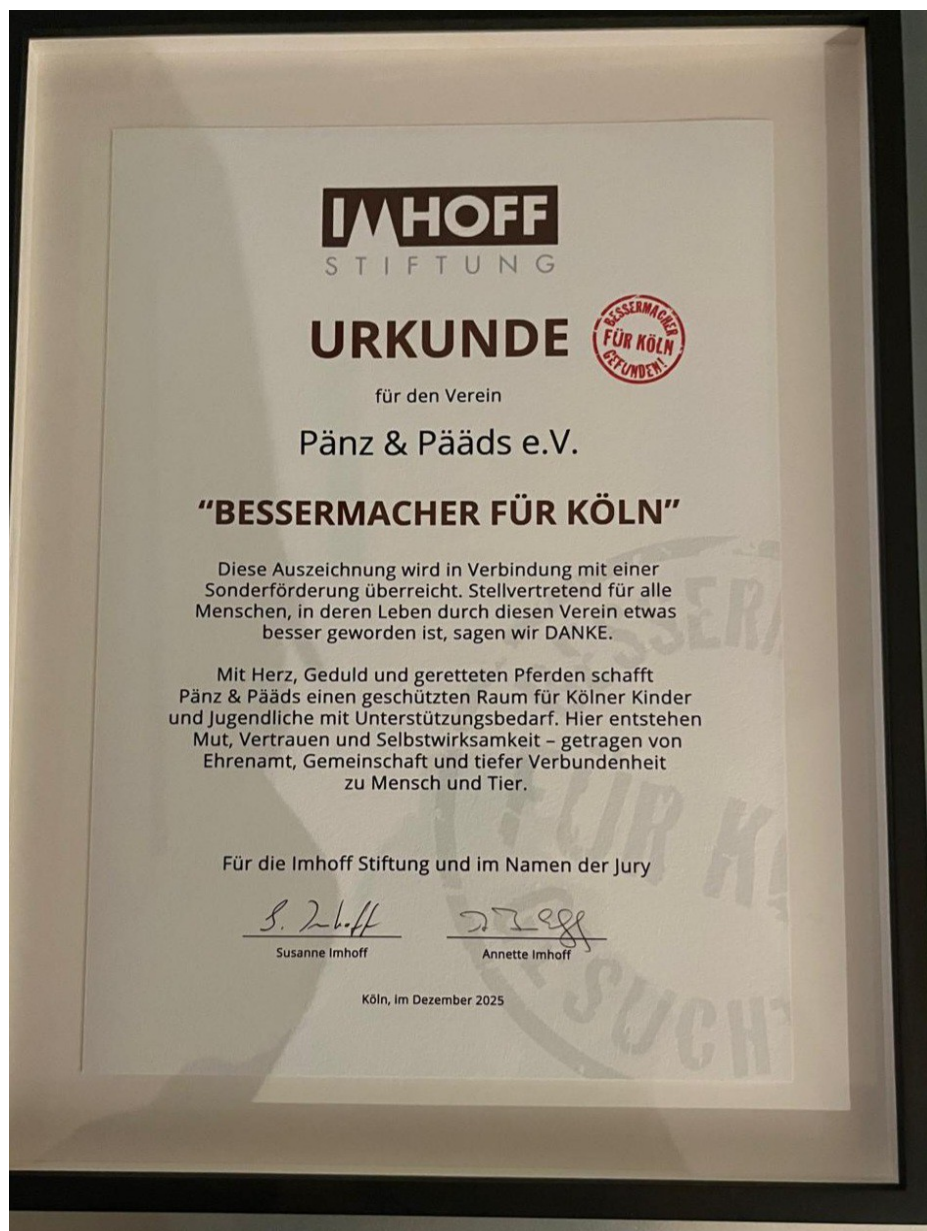 IMHOFF
STIFTUNG
URKUNDE
BESSERMACHER
FÜR KÖLN
GEFUNDEN!
für den Verein
Pänz & Pääds e.V.
“BESSERMACHER FÜR KÖLN”
Diese Auszeichnung wird in Verbindung mit einer
Sonderförderung überreicht. Stellvertretend für alle
Menschen, in deren Leben durch diesen Verein etwas
besser geworden ist, sagen wir DANKE.
Mit Herz, Geduld und geretteten Pferden schafft
Pänz & Pääds einen geschützten Raum für Kölner Kinder
und Jugendliche mit Unterstützungsbedarf. Hier entstehen
Mut, Vertrauen und Selbstwirksamkeit – getragen von
Ehrenamt, Gemeinschaft und tiefer Verbundenheit
zu Mensch und Tier.
Für die Imhoff Stiftung und im Namen der Jury
S. Imhoff
Susanne Imhoff
Annette Imhoff
Köln, im Dezember 2025